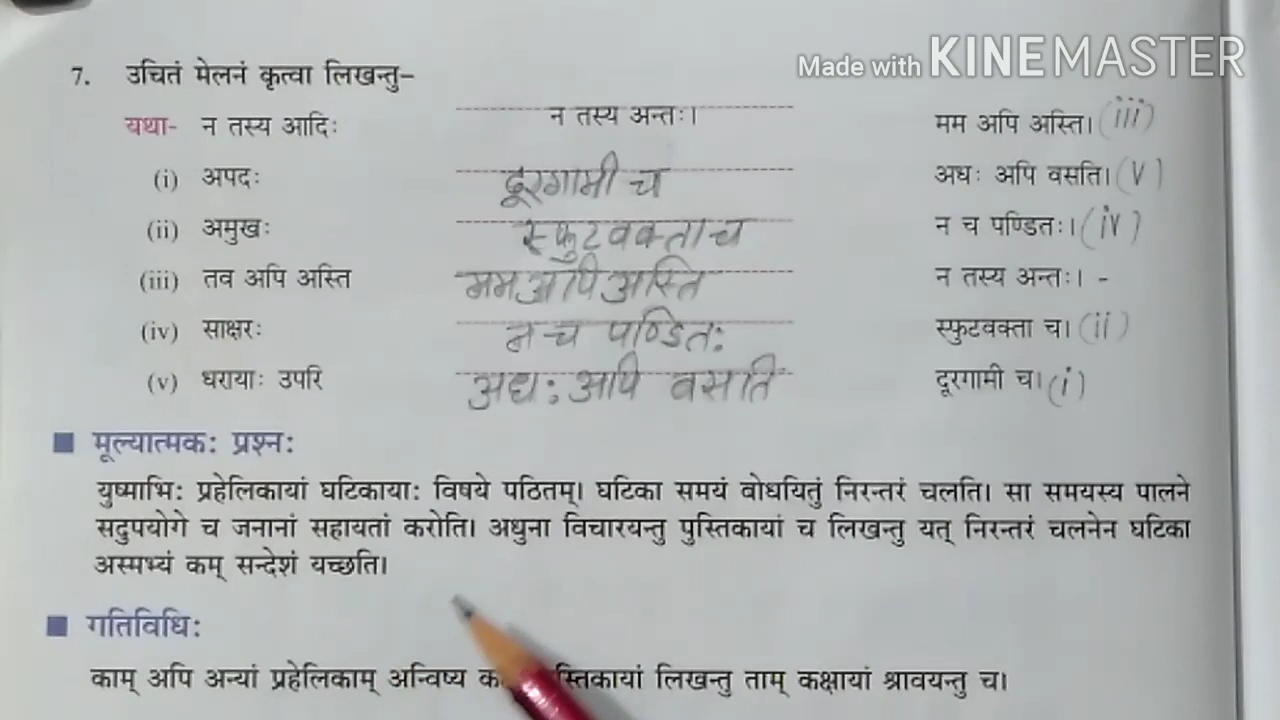 Made with KINEMASTER
7. उचितं मेलनं कृत्वा लिखन्तु–
यथा- न तस्य आदिः न तस्य अन्तः। मम अपि अस्ति। (iii)
(i) अपदः दूरगामी च अधः अपि वसति। (V)
(ii) अमुखः स्फुटवक्ता च न च पण्डितः। (iv)
(iii) तव अपि अस्ति मम अपि अस्ति न तस्य अन्तः। -
(iv) साक्षरः न च पण्डितः स्फुटवक्ता च। (ii)
(v) धरायाः उपरि अधः अपि वसति दूरगामी च। (i)
मूल्यात्मकः प्रश्नः
युष्माभिः प्रहेलिकायां घटिकायाः विषये पठितम्। घटिका समयं बोधयितुं निरन्तरं चलति। सा समयस्य पालने
सदुपयोगे च जनानां सहायतां करोति। अधुना विचारयन्तु पुस्तिकायां च लिखन्तु यत् निरन्तरं चलनेन घटिका
अस्मभ्यं कम् सन्देशं यच्छति।
गतिविधिः
काम् अपि अन्यां प्रहेलिकाम् अन्विष्य लिखन्तु ताम् कक्षायां श्रावयन्तु च।